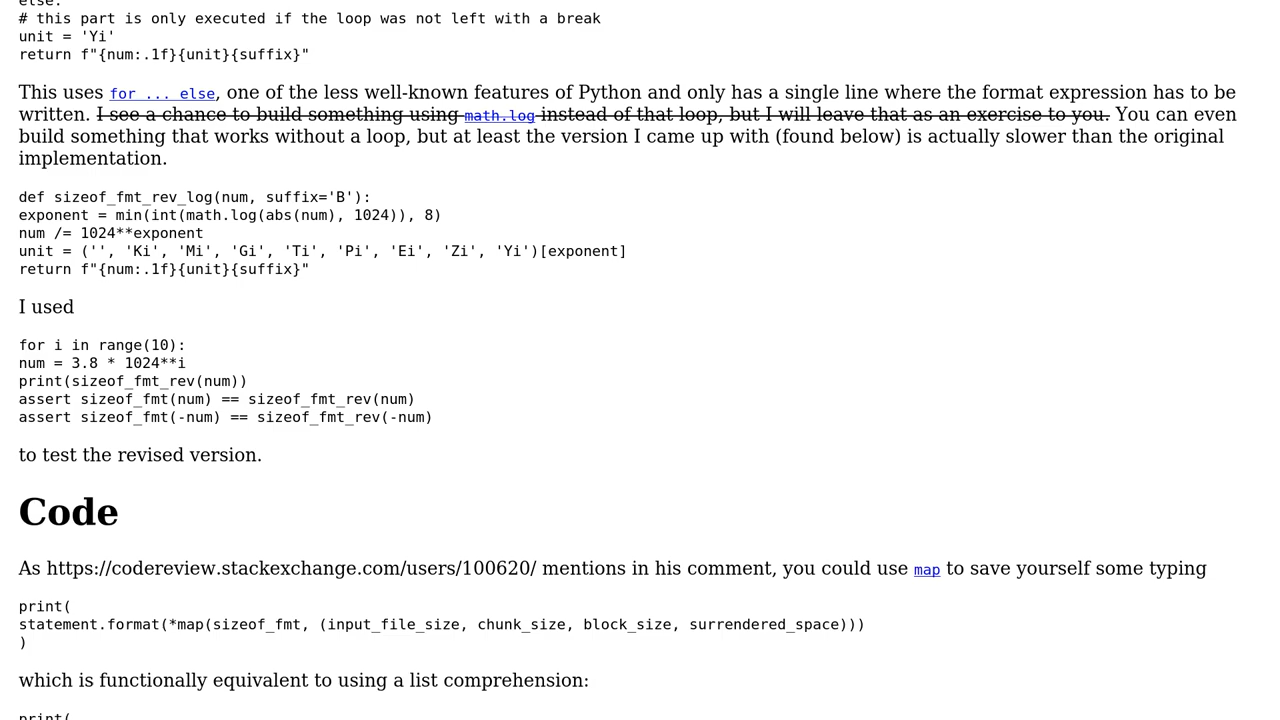 else:
# this part is only executed if the loop was not left with a break
unit = 'Yi'
return f"{num:.1f}{unit}{suffix}"
This uses for ... else, one of the less well-known features of Python and only has a single line where the format expression has to be
written. I see a chance to build something using math.log instead of that loop, but I will leave that as an exercise to you. You can even
build something that works without a loop, but at least the version I came up with (found below) is actually slower than the original
implementation.
def sizeof_fmt_rev_log(num, suffix='B'):
exponent = min(int(math.log(abs(num), 1024)), 8)
num /= 1024**exponent
unit = ('', 'Ki', 'Mi', 'Gi', 'Ti', 'Pi', 'Ei', 'Zi', 'Yi')[exponent]
return f"{num:.1f}{unit}{suffix}"
I used
for i in range(10):
num = 3.8 * 1024**i
print(sizeof_fmt_rev(num))
assert sizeof_fmt(num) == sizeof_fmt_rev(num)
assert sizeof_fmt(-num) == sizeof_fmt_rev(-num)
to test the revised version.
Code
As https://codereview.stackexchange.com/users/100620/ mentions in his comment, you could use map to save yourself some typing
print(
statement.format(*map(sizeof_fmt, (input_file_size, chunk_size, block_size, surrendered_space)))
)
which is functionally equivalent to using a list comprehension:
print(